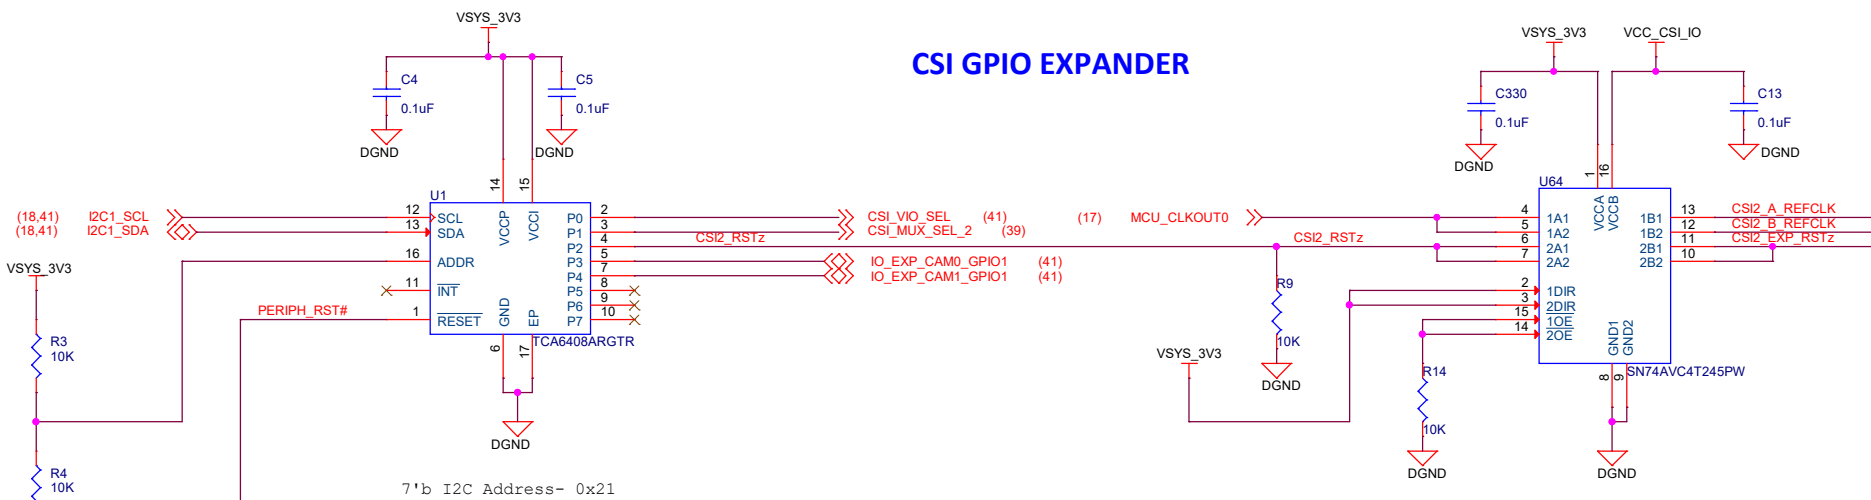 CSI GPIO EXPANDER
VSYS_3V3
C4
0.1uF
DGND
C5
0.1uF
DGND
(18,41) I2C1_SCL
(18,41) I2C1_SDA
VSYS_3V3
R3
10K
R4
10K
PERIPH_RST#
U1
12 SCL
13 SDA
16 ADDR
11 INT
1 RESET
14 VCCP
15 VCCI
6 GND
17 EP
P0 2
P1 3
P2 4
P3 5
P4 7
P5 8
P6 9
P7 10
TCA6408ARGTR
DGND
7'b I2C Address- 0x21
CSI_VIO_SEL (41)
CSI_MUX_SEL_2 (39)
CSI2_RSTz
CSI2_RSTz
IO_EXP_CAM0_GPIO1 (41)
IO_EXP_CAM1_GPIO1 (41)
(17) MCU_CLKOUT0
R9
10K
DGND
VSYS_3V3
R14
10K
DGND
VSYS_3V3
VCC_CSI_IO
C330
0.1uF
DGND
C13
0.1uF
DGND
U64
1 VCCA
16 VCCB
4 1A1
5 1A2
6 2A1
7 2A2
2 1DIR
3 2DIR
15 1OE
14 2OE
1B1 13
1B2 12
2B1 11
2B2 10
8 GND1
9 GND2
SN74AVC4T245PW
DGND
CSI2_A_REFCLK
CSI2_B_REFCLK
CSI2_EXP_RSTz